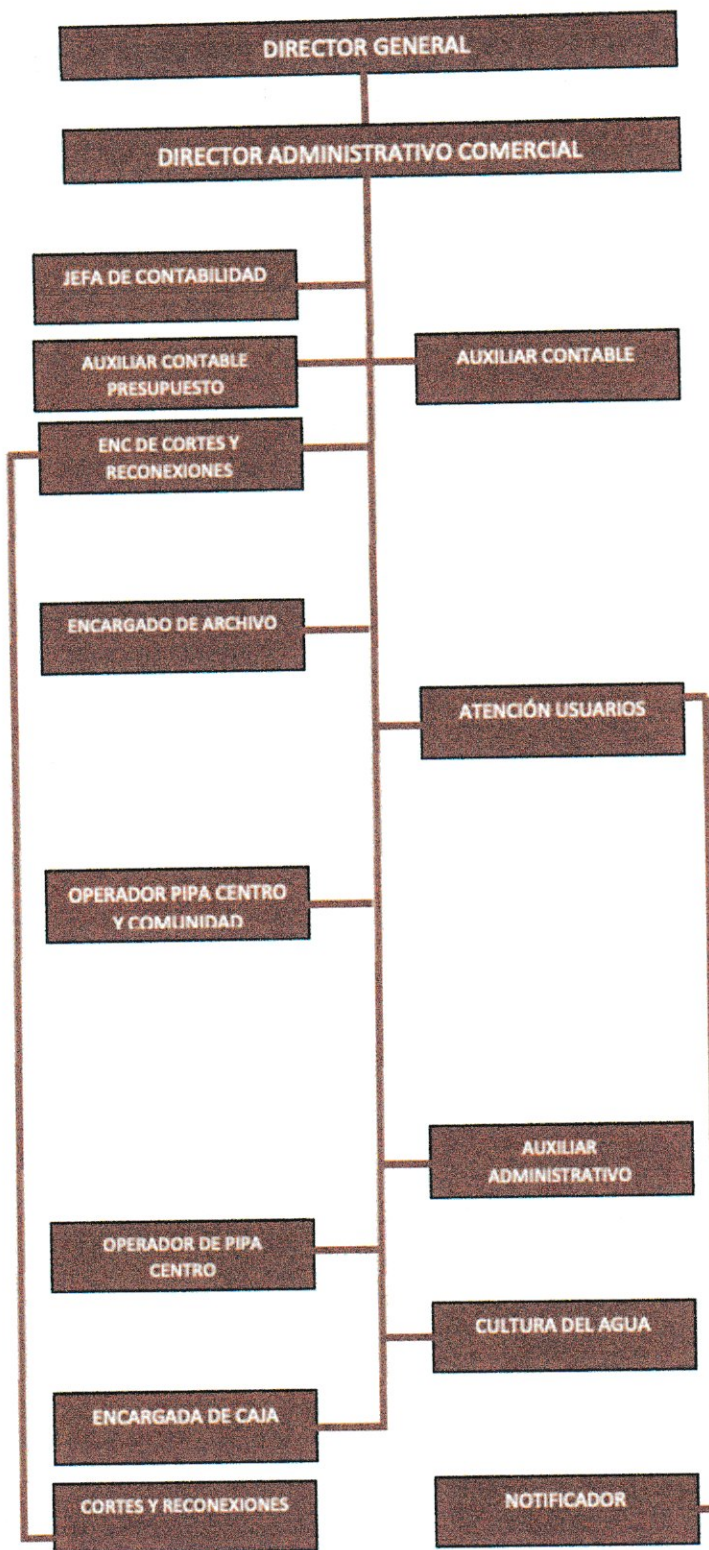 DIRECTOR GENERAL
DIRECTOR ADMINISTRATIVO COMERCIAL
JEFA DE CONTABILIDAD
AUXILIAR CONTABLE
PRESUPUESTO
AUXILIAR CONTABLE
ENC DE CORTES Y
RECONEXIONES
ENCARGADO DE ARCHIVO
ATENCIÓN USUARIOS
OPERADOR PIPA CENTRO
Y COMUNIDAD
AUXILIAR
ADMINISTRATIVO
OPERADOR DE PIPA
CENTRO
CULTURA DEL AGUA
ENCARGADA DE CAJA
CORTES Y RECONEXIONES
NOTIFICADOR